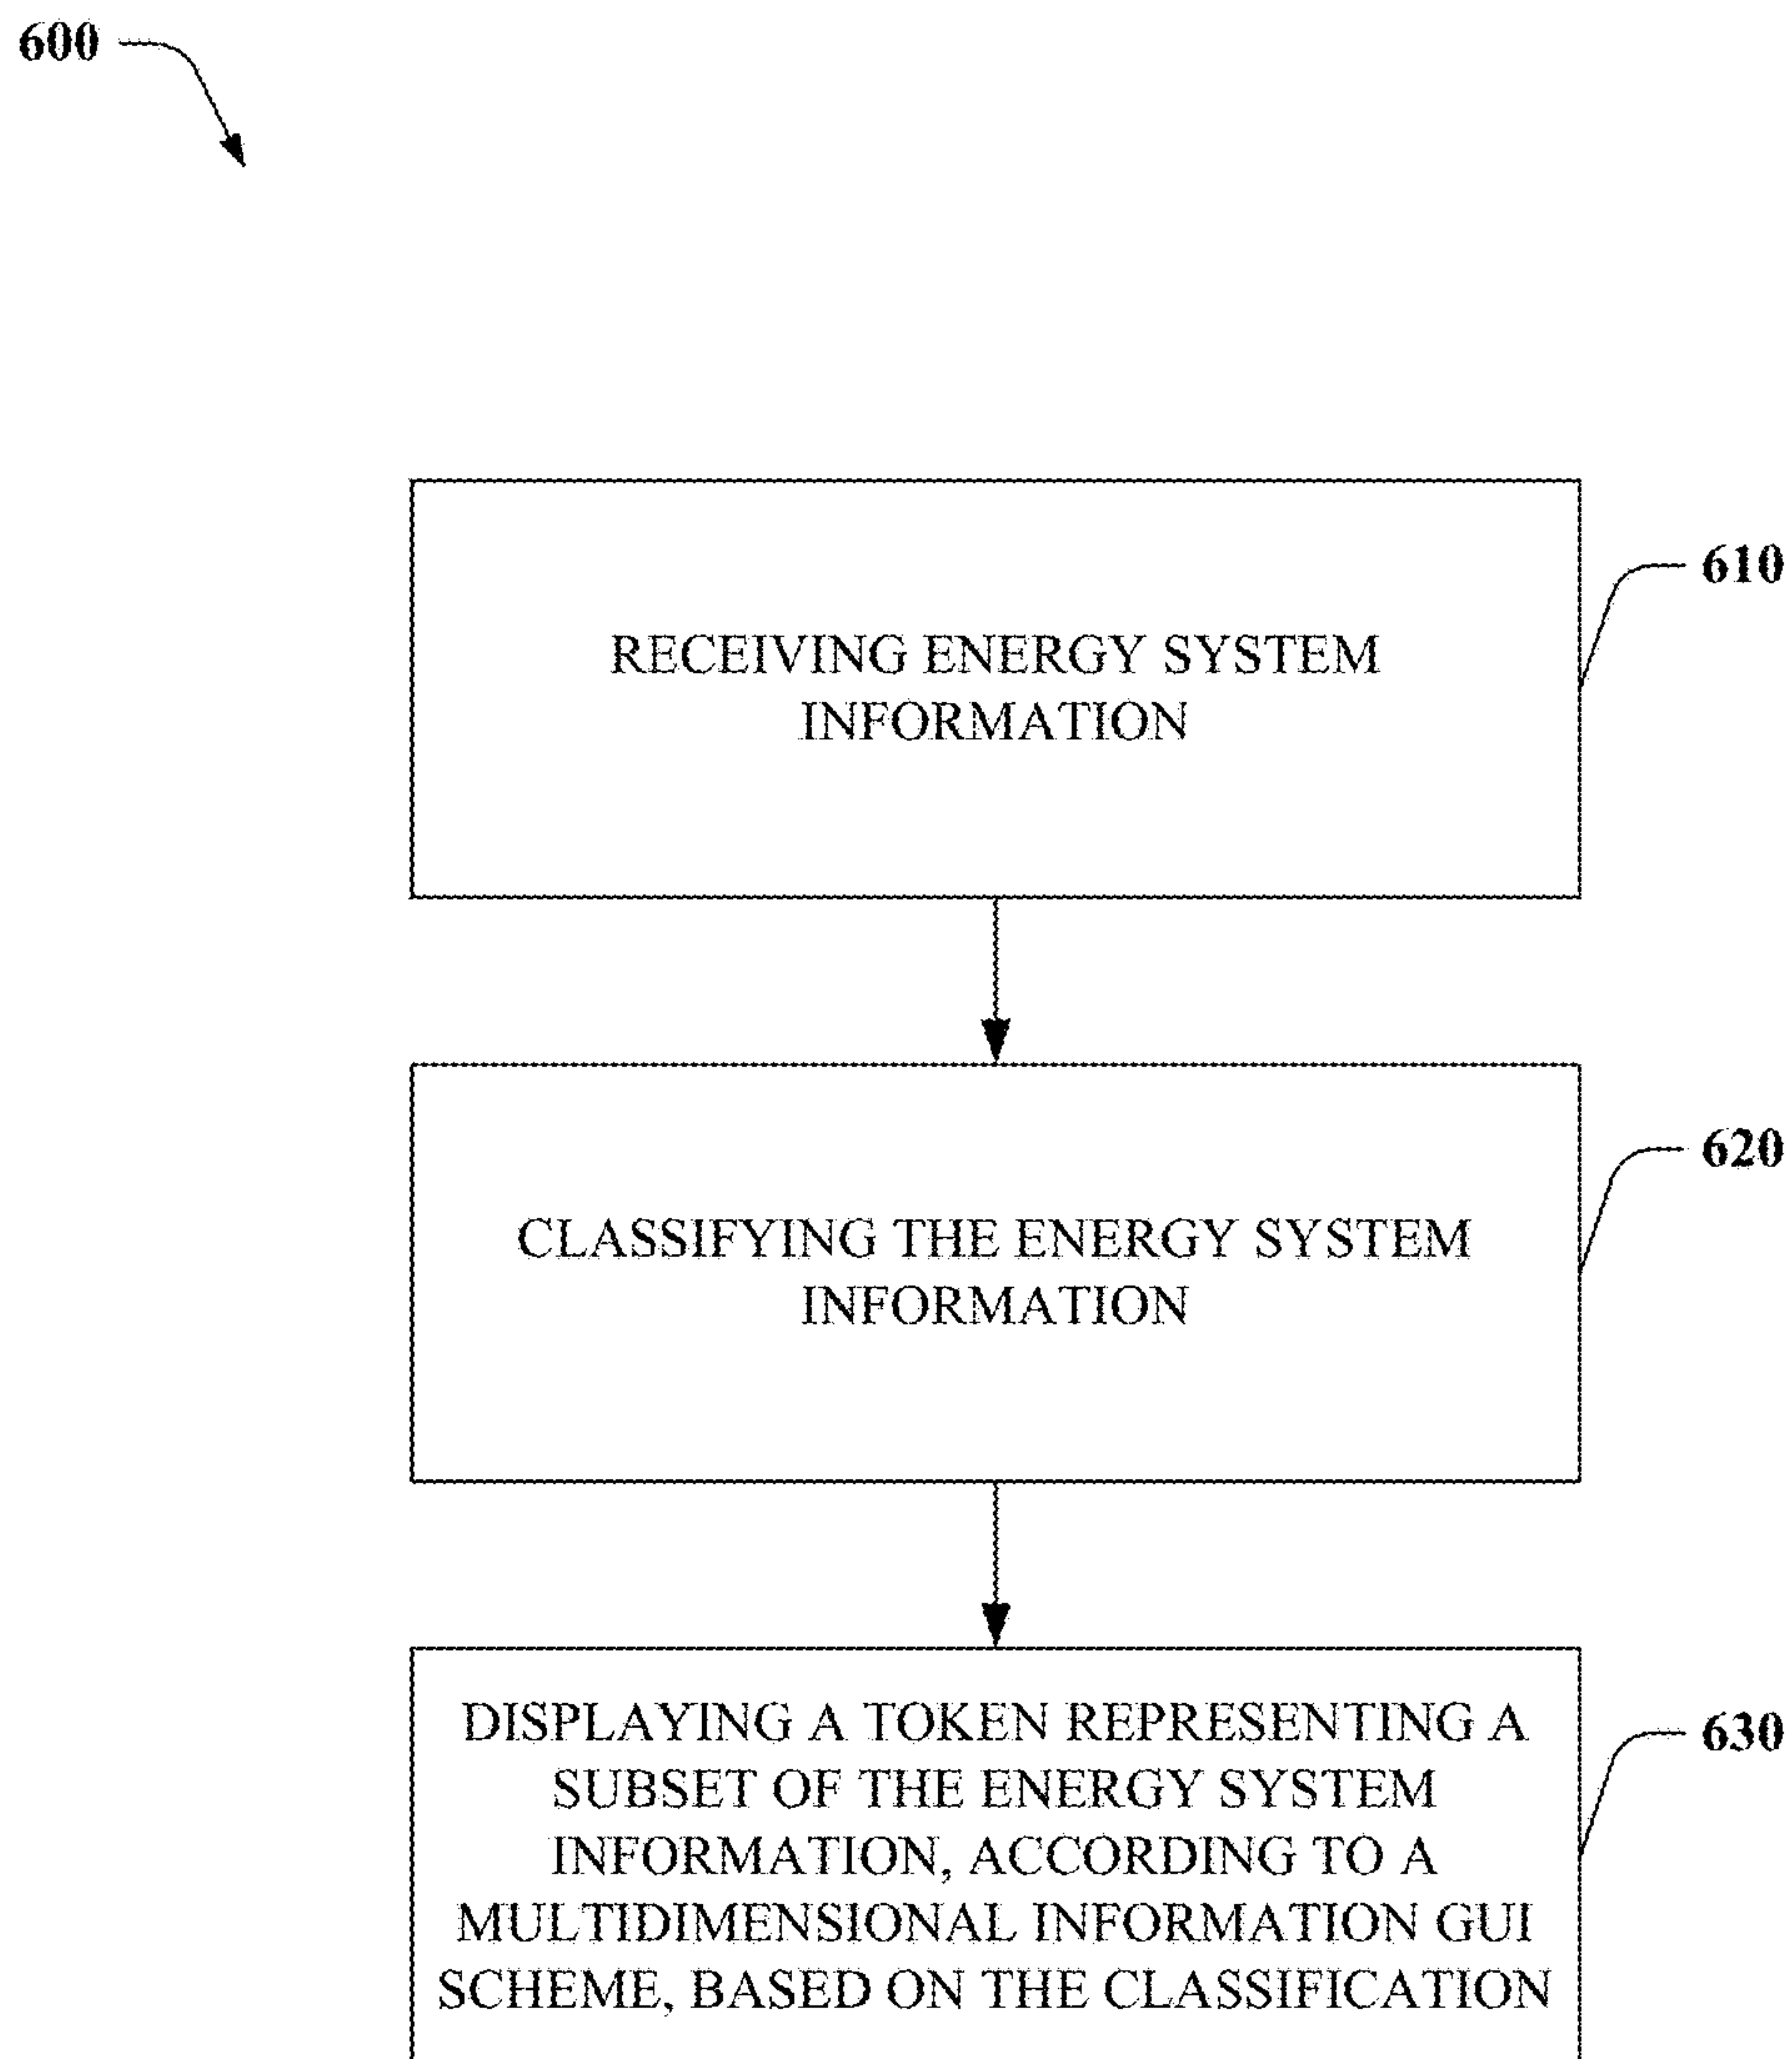 600
RECEIVING ENERGY SYSTEM
INFORMATION
610
CLASSIFYING THE ENERGY SYSTEM
INFORMATION
620
DISPLAYING A TOKEN REPRESENTING A
SUBSET OF THE ENERGY SYSTEM
INFORMATION, ACCORDING TO A
MULTIDIMENSIONAL INFORMATION GUI
SCHEME, BASED ON THE CLASSIFICATION
630